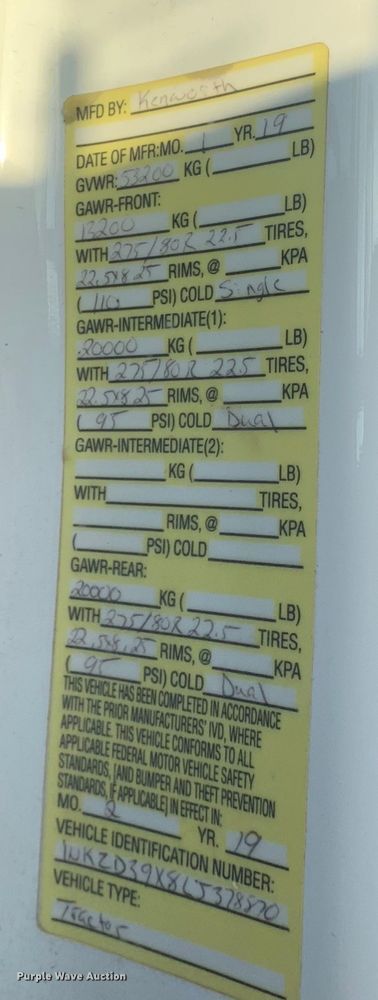 MFD BY: Kenworth
DATE OF MFR:MO. 1 YR. 19
GVWR: 53200 KG ( LB)
GAWR-FRONT:
13200 KG ( LB)
WITH 275/80R 22.5 TIRES,
22.5x8.25 RIMS, @ KPA
( 110 PSI) COLD Single
GAWR-INTERMEDIATE(1):
20000 KG ( LB)
WITH 275/80R 22.5 TIRES,
22.5x8.25 RIMS, @ KPA
( 95 PSI) COLD Dual
GAWR-INTERMEDIATE(2):
KG ( LB)
WITH TIRES,
RIMS, @ KPA
( PSI) COLD
GAWR-REAR:
20000 KG ( LB)
WITH 275/80R 22.5 TIRES,
22.5x8.25 RIMS, @ KPA
( 95 PSI) COLD Dual
THIS VEHICLE HAS BEEN COMPLETED IN ACCORDANCE
WITH THE PRIOR MANUFACTURERS' IVD, WHERE
APPLICABLE. THIS VEHICLE CONFORMS TO ALL
APPLICABLE FEDERAL MOTOR VEHICLE SAFETY
STANDARDS, [AND BUMPER AND THEFT PREVENTION
STANDARDS, IF APPLICABLE] IN EFFECT IN:
MO. 2 YR. 19
VEHICLE IDENTIFICATION NUMBER:
VEHICLE TYPE:
Tractor
Purple Wave Auction